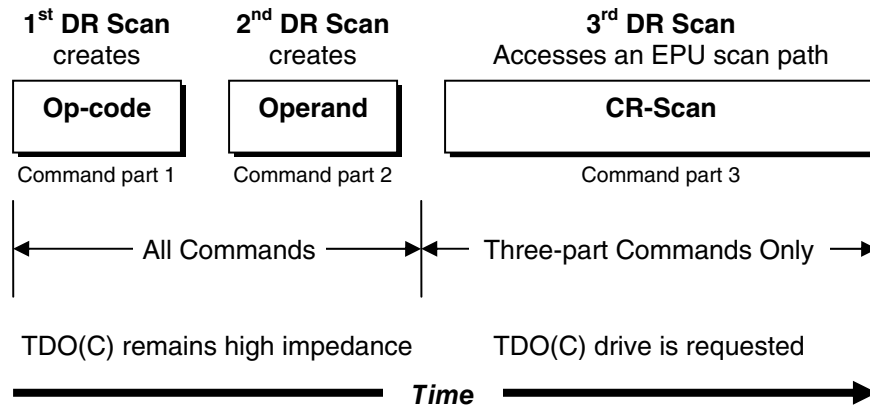 1st DR Scan
creates
2nd DR Scan
creates
3rd DR Scan
Accesses an EPU scan path
Op-code
Operand
CR-Scan
Command part 1
Command part 2
Command part 3
All Commands
Three-part Commands Only
TDO(C) remains high impedance
TDO(C) drive is requested
Time